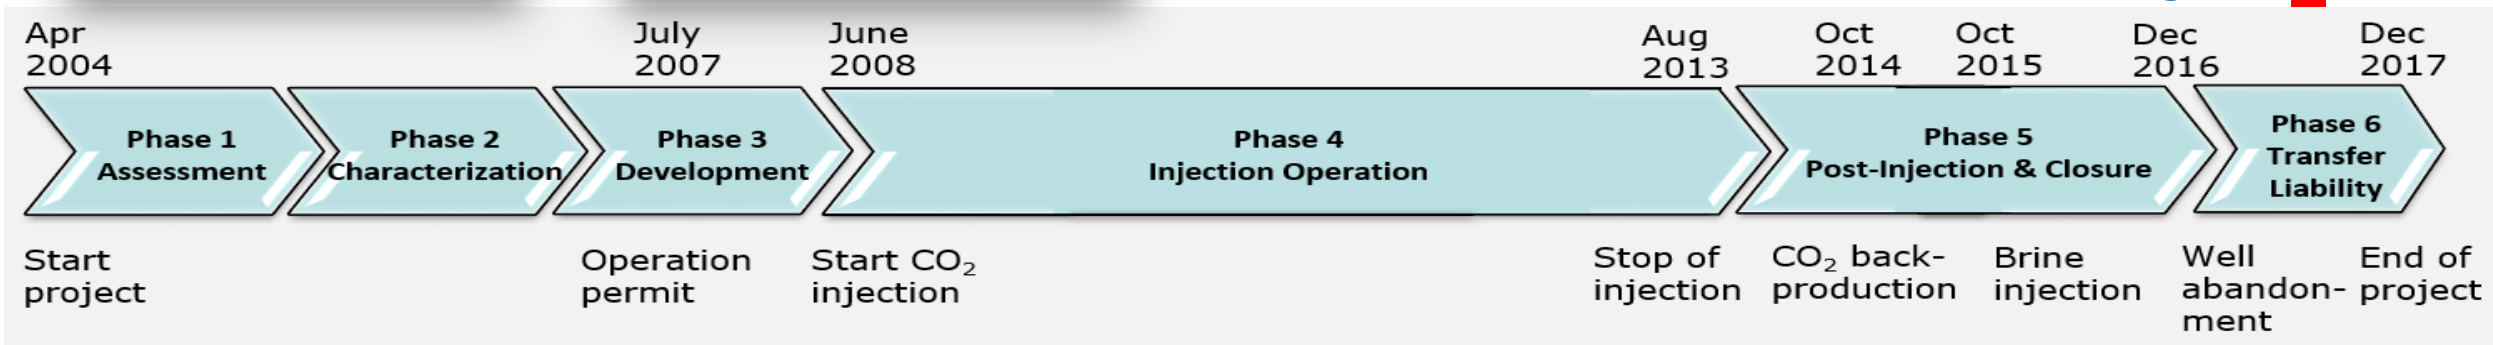 Apr
2004
July
2007
June
2008
Aug
2013
Oct
2014
Oct
2015
Dec
2016
Dec
2017
Phase 1
Assessment
Phase 2
Characterization
Phase 3
Development
Phase 4
Injection Operation
Phase 5
Post-Injection & Closure
Phase 6
Transfer
Liability
Start
project
Operation
permit
Start CO₂
injection
Stop of
injection
CO₂ back-
production
Brine
injection
Well
abandon-
ment
End of
project